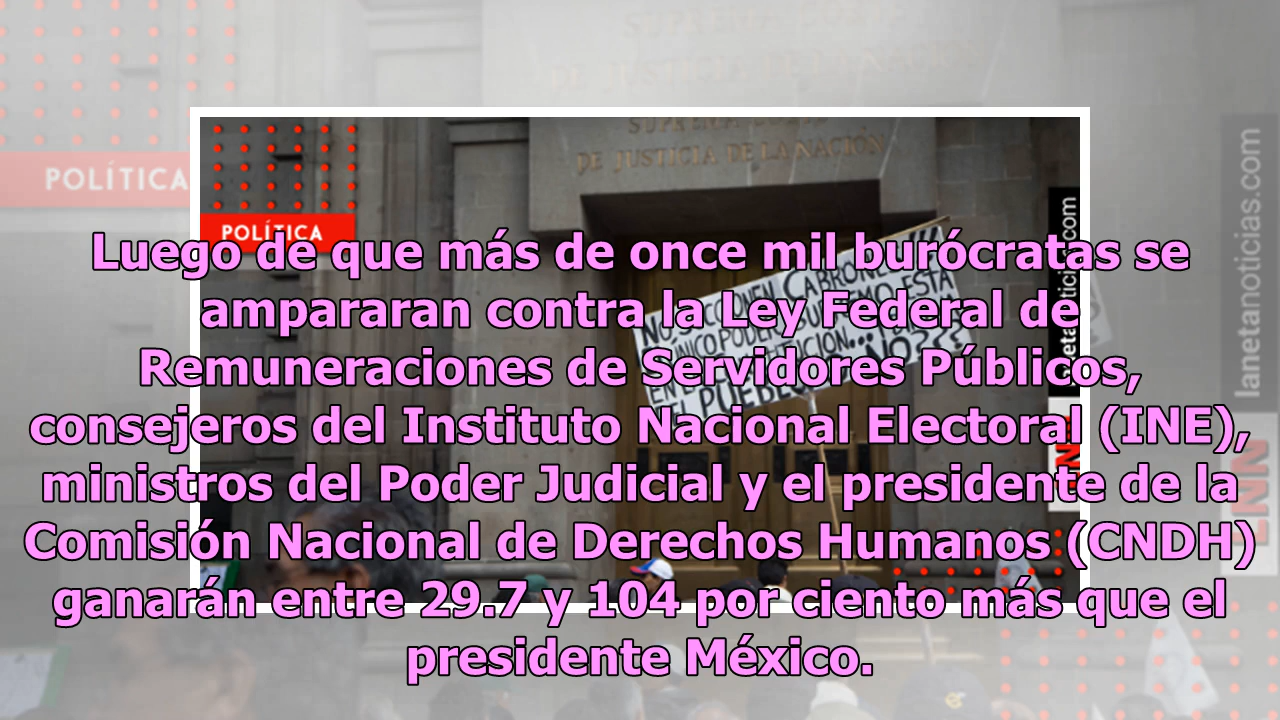 SUPREMA CORTE
DE JUSTICIA DE LA NACIÓN
POLÍTICA
POLÍTICA
lanetanoticias.com
LNN
Luego de que más de once mil burócratas se
ampararan contra la Ley Federal de
Remuneraciones de Servidores Públicos,
consejeros del Instituto Nacional Electoral (INE),
ministros del Poder Judicial y el presidente de la
Comisión Nacional de Derechos Humanos (CNDH)
ganarán entre 29.7 y 104 por ciento más que el
presidente México.